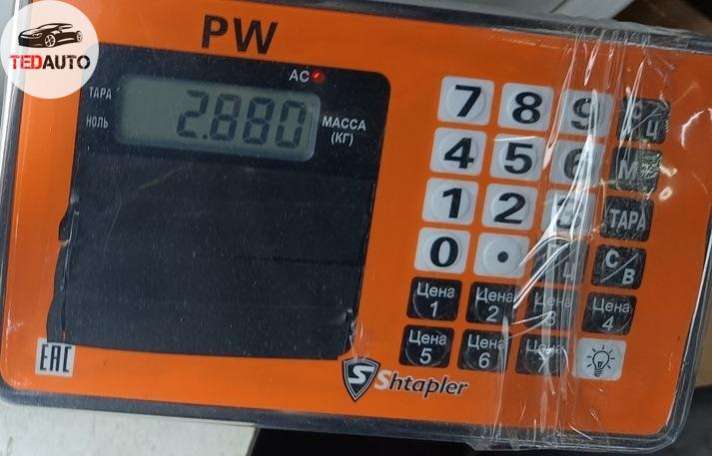 TEDAUTO
PW
AC
ТАРА
НОЛЬ
2.880
МАССА
(КГ)
7 8 9
4 5 6 М
1 2 3 ТАРА
0 . С/В
Цена 1 Цена 2 Цена 3 Цена 4
Цена 5 Цена 6
EAC
S Shtapler